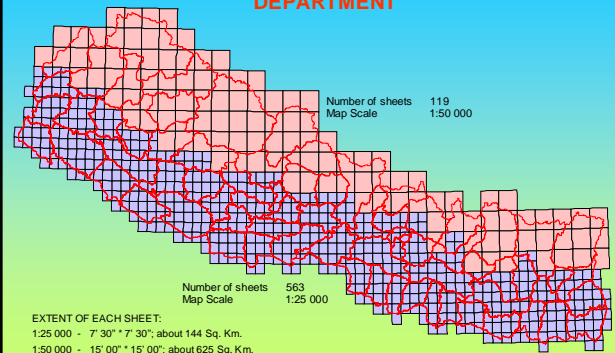 DEPARTMENT
Number of sheets 119
Map Scale 1:50 000
Number of sheets 563
Map Scale 1:25 000
EXTENT OF EACH SHEET:
1:25 000 - 7' 30" * 7' 30"; about 144 Sq. Km.
1:50 000 - 15' 00" * 15' 00"; about 625 Sq. Km.